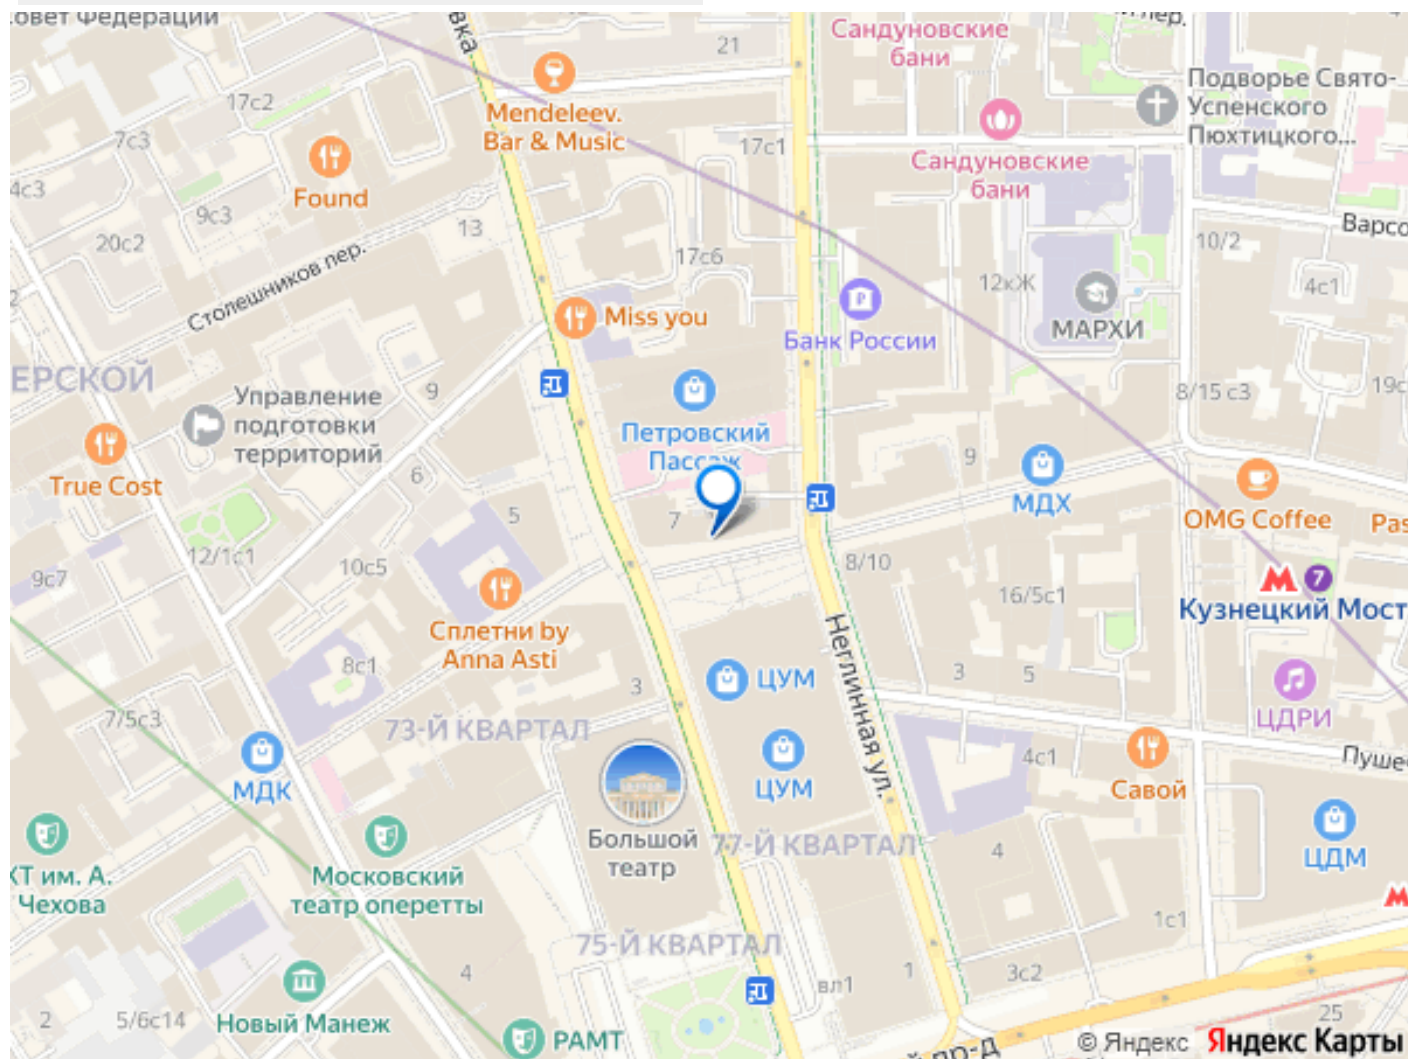 овет Федерации
вка
21
Сандуновские
бани
пер.
Подворье Свято-
Успенского
Пюхтицкого...
17с2
Mendeleev.
Bar & Music
7с3
17с1
Сандуновские
бани
Found
4с3
9с3
13
20с2
Варсо
10/2
17с6
12кЖ
4с1
Столешников пер.
Miss you
МАРХИ
Банк России
ЕРСКОЙ
9
8/15 с3
19с
Управление
подготовки
территорий
Петровский
Пассаж
True Cost
6
9
МДХ
OMG Coffee
Pas
5
7
12/1с1
10с5
9с7
8/10
16/5с1
7
Кузнецкий Мост
Сплетни by
Anna Asti
8с1
3
ЦУМ
Неглинная ул.
3
5
ЦДРИ
7/5с3
73-Й КВАРТАЛ
МДК
ЦУМ
4с1
Савой
Пуше
Большой
театр
77-Й КВАРТАЛ
4
ЦДМ
ХТ им. А.
Чехова
Московский
театр оперетты
1с1
75-Й КВАРТАЛ
4
вл1
1
3с2
2
5/6с14
Новый Манеж
РАМТ
й пр-д
25
© Яндекс Яндекс Карты